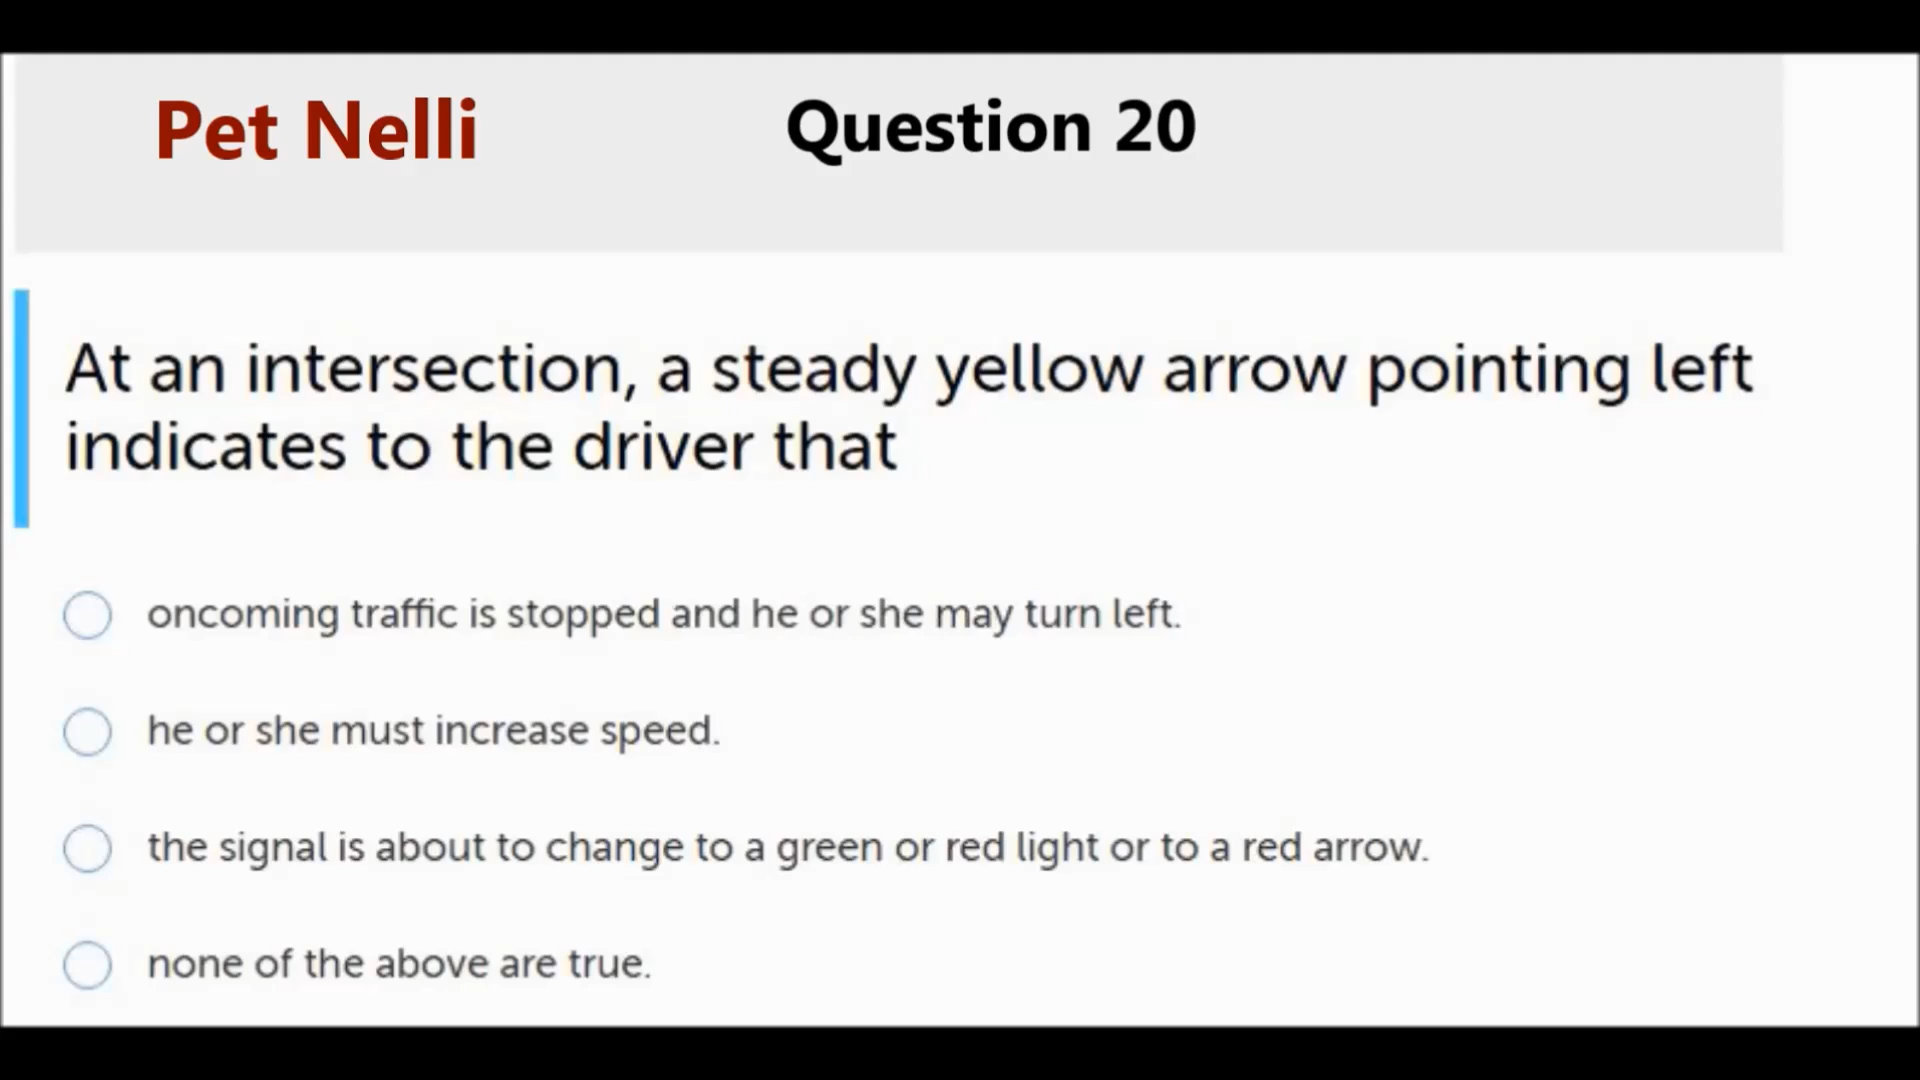 Pet Nelli
Question 20
At an intersection, a steady yellow arrow pointing left
indicates to the driver that
oncoming traffic is stopped and he or she may turn left.
he or she must increase speed.
the signal is about to change to a green or red light or to a red arrow.
none of the above are true.